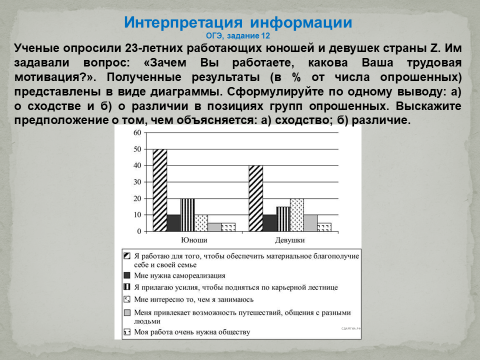 Интерпретация информации
ОГЭ, задание 12
Ученые опросили 23-летних работающих юношей и девушек страны Z. Им
задавали вопрос: «Зачем Вы работаете, какова Ваша трудовая
мотивация?». Полученные результаты (в % от числа опрошенных)
представлены в виде диаграммы. Сформулируйте по одному выводу: а)
о сходстве и б) о различии в позициях групп опрошенных. Выскажите
предположение о том, чем объясняется: а) сходство; б) различие.
60
50
40
30
20
10
0
Юноши Девушки
Я работаю для того, чтобы обеспечить материальное благополучие
себе и своей семье
Мне нужна самореализация
Я прилагаю усилия, чтобы подняться по карьерной лестнице
Мне интересно то, чем я занимаюсь
Меня привлекает возможность путешествий, общения с разными
людьми
Моя работа очень нужна обществу